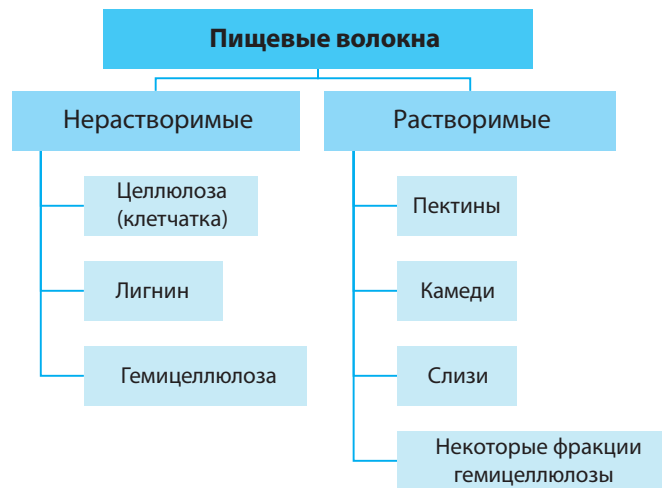 Пищевые волокна
Нерастворимые
Целлюлоза
(клетчатка)
Лигнин
Гемицеллюлоза
Растворимые
Пектины
Камеди
Слизи
Некоторые фракции
гемицеллюлозы